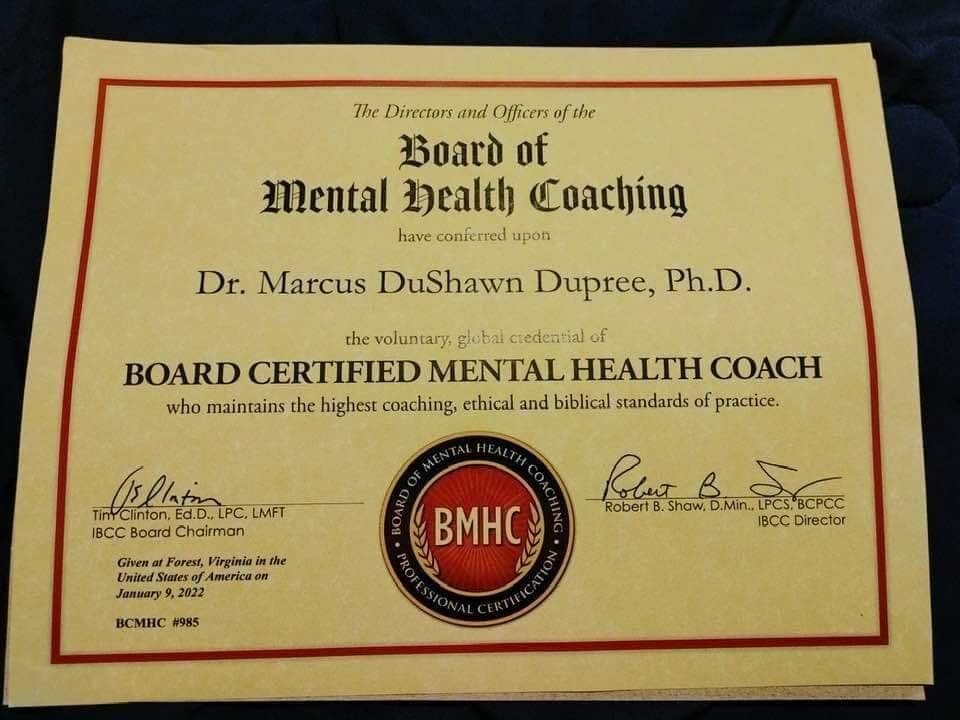 The Directors and Officers of the
Board of
Mental Health Coaching
have conferred upon
Dr. Marcus DuShawn Dupree, Ph.D.
the voluntary, global credential of
BOARD CERTIFIED MENTAL HEALTH COACH
who maintains the highest coaching, ethical and biblical standards of practice.
Tim Clinton, Ed.D., LPC, LMFT
IBCC Board Chairman
Given at Forest, Virginia in the
United States of America on
January 9, 2022
BCMHC #985
BOARD OF MENTAL HEALTH COACHING
BMHC
PROFESSIONAL CERTIFICATION
Robert B
Robert B. Shaw, D.Min., LPCS, BCPCC
IBCC Director